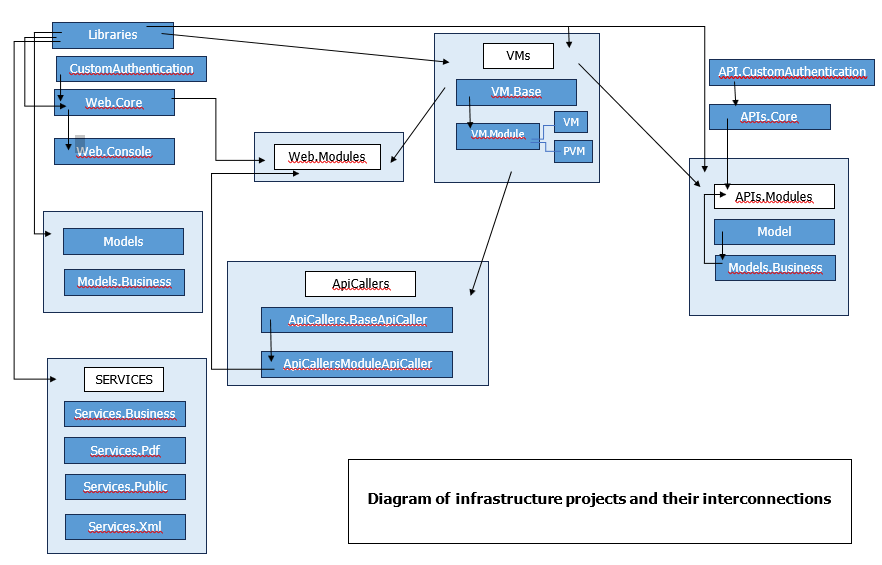 Libraries
CustomAuthentication
Web.Core
Web.Console
Models
Models.Business
SERVICES
Services.Business
Services.Pdf
Services.Public
Services.Xml
Web.Modules
ApiCallers
ApiCallers.BaseApiCaller
ApiCallersModuleApiCaller
VMs
VM.Base
VM.Module
VM
PVM
API.CustomAuthentication
APIs.Core
APIs.Modules
Model
Models.Business
Diagram of infrastructure projects and their interconnections